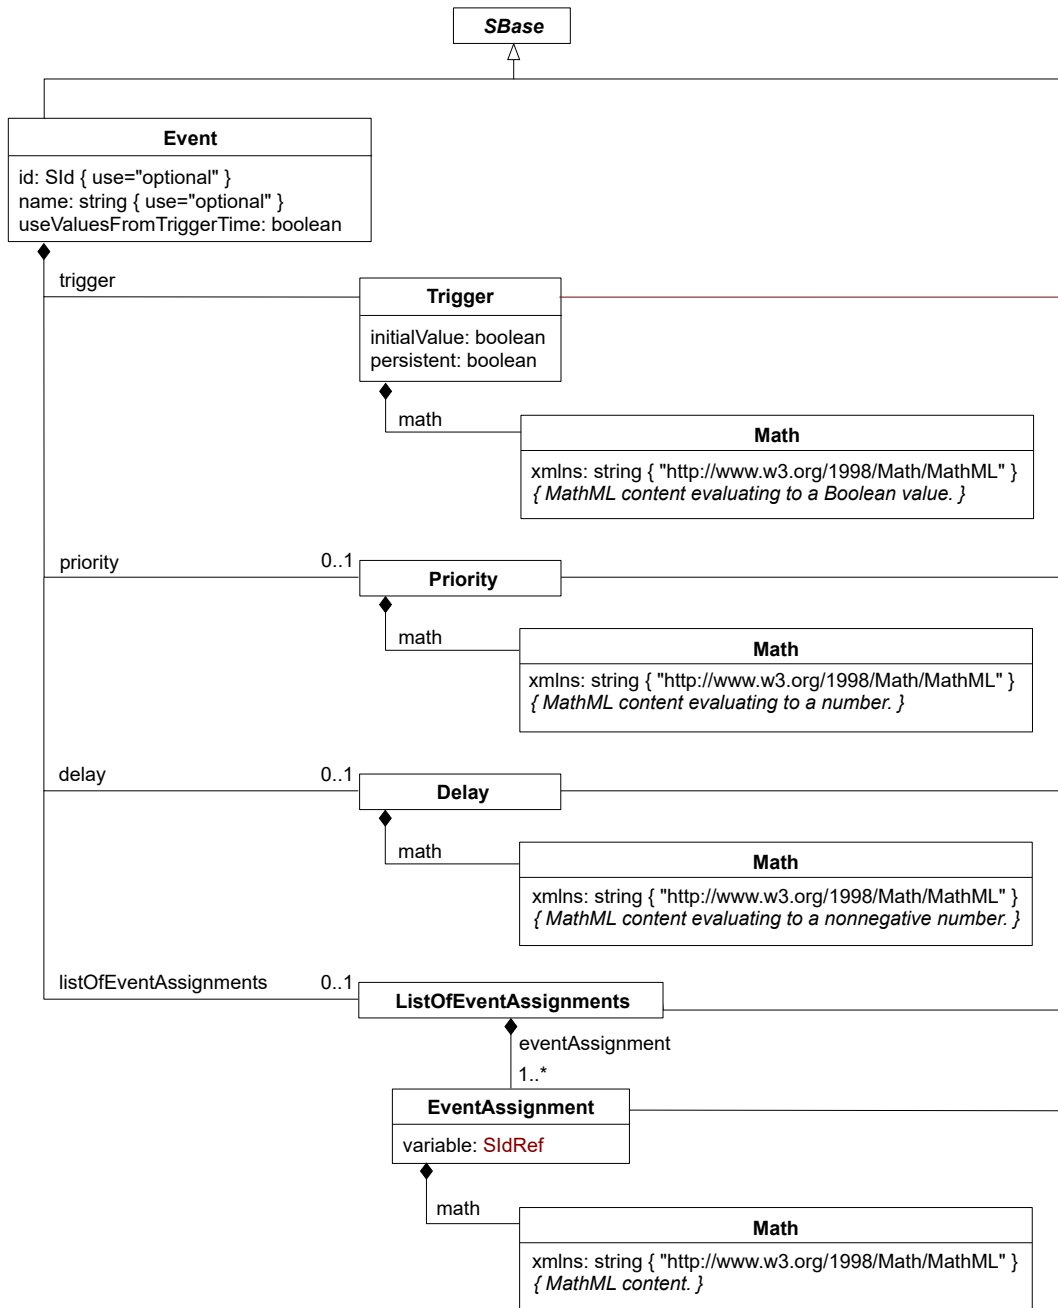 SBase
Event
id: SId { use="optional" }
name: string { use="optional" }
useValuesFromTriggerTime: boolean
trigger
Trigger
initialValue: boolean
persistent: boolean
math
Math
xmlns: string { "http://www.w3.org/1998/Math/MathML" }
{ MathML content evaluating to a Boolean value. }
priority
0..1
Priority
math
Math
xmlns: string { "http://www.w3.org/1998/Math/MathML" }
{ MathML content evaluating to a number. }
delay
0..1
Delay
math
Math
xmlns: string { "http://www.w3.org/1998/Math/MathML" }
{ MathML content evaluating to a nonnegative number. }
listOfEventAssignments
0..1
ListOfEventAssignments
eventAssignment
1..*
EventAssignment
variable: SIdRef
math
Math
xmlns: string { "http://www.w3.org/1998/Math/MathML" }
{ MathML content. }